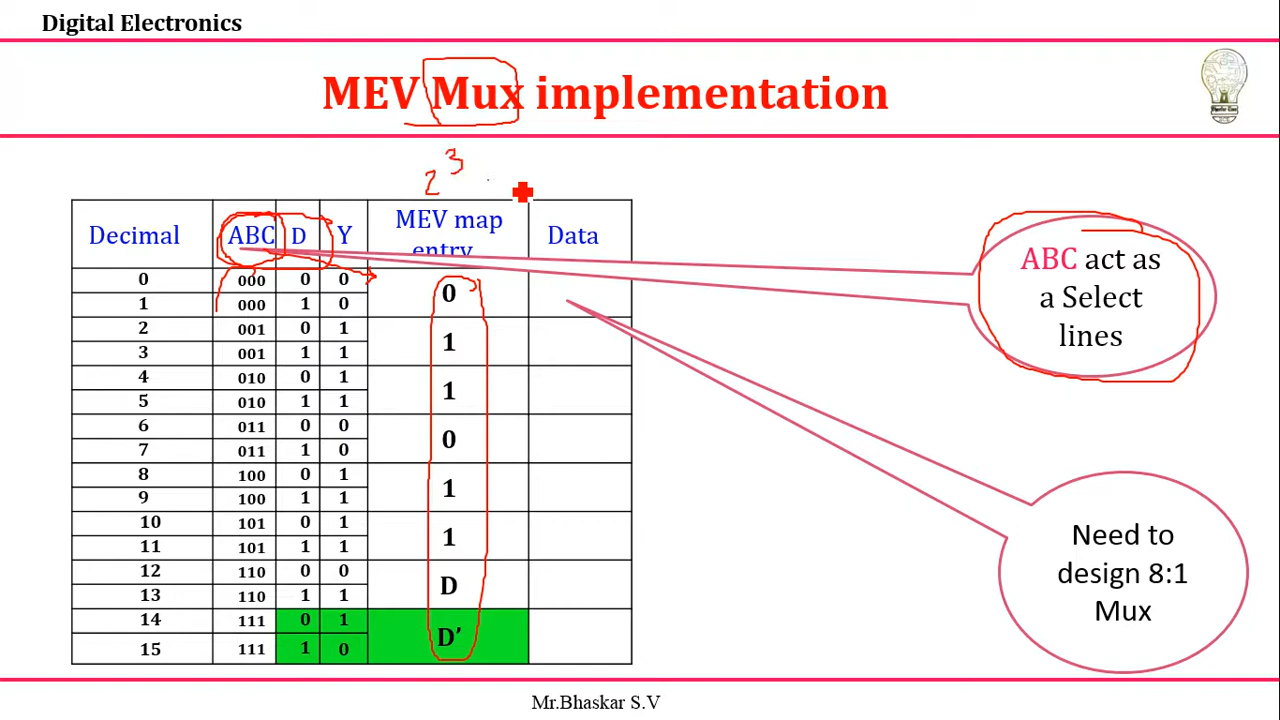 Digital Electronics
MEV Mux implementation
2 3
Decimal ABC D Y MEV map entry Data
0 000 0 0 0
1 000 1 0
2 001 0 1 1
3 001 1 1
4 010 0 1 1
5 010 1 1
6 011 0 0 0
7 011 1 0
8 100 0 1 1
9 100 1 1
10 101 0 1 1
11 101 1 1
12 110 0 0 D
13 110 1 1
14 111 0 1 D’
15 111 1 0
ABC act as
a Select
lines
Need to
design 8:1
Mux
Mr.Bhaskar S.V